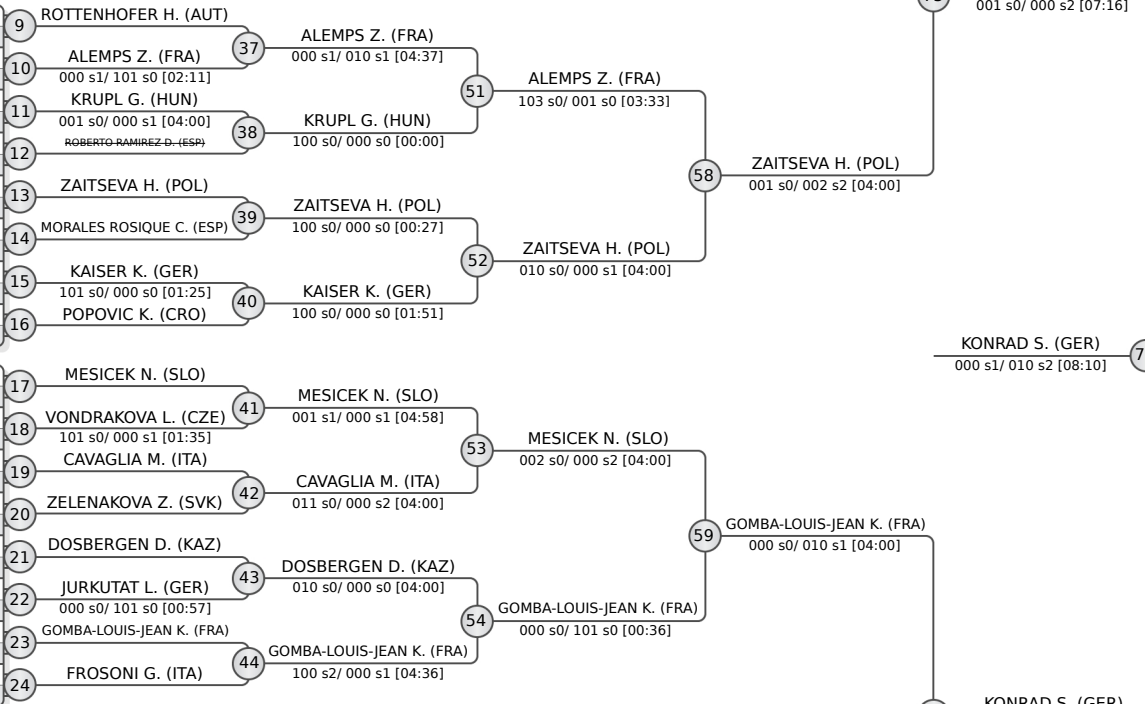 001 s0/ 000 s2 [07:16]
9
ROTTENHOFER H. (AUT)
37
ALEMPS Z. (FRA)
000 s1/ 010 s1 [04:37]
10
ALEMPS Z. (FRA)
000 s1/ 101 s0 [02:11]
51
ALEMPS Z. (FRA)
103 s0/ 001 s0 [03:33]
11
KRUPL G. (HUN)
001 s0/ 000 s1 [04:00]
38
KRUPL G. (HUN)
100 s0/ 000 s0 [00:00]
12
ROBERTO RAMIREZ D. (ESP)
58
ZAITSEVA H. (POL)
001 s0/ 002 s2 [04:00]
13
ZAITSEVA H. (POL)
39
ZAITSEVA H. (POL)
100 s0/ 000 s0 [00:27]
14
MORALES ROSIQUE C. (ESP)
52
ZAITSEVA H. (POL)
010 s0/ 000 s1 [04:00]
15
KAISER K. (GER)
101 s0/ 000 s0 [01:25]
40
KAISER K. (GER)
100 s0/ 000 s0 [01:51]
16
POPOVIC K. (CRO)
KONRAD S. (GER)
000 s1/ 010 s2 [08:10]
17
MESICEK N. (SLO)
41
MESICEK N. (SLO)
001 s1/ 000 s1 [04:58]
18
VONDRAKOVA L. (CZE)
101 s0/ 000 s1 [01:35]
53
MESICEK N. (SLO)
002 s0/ 000 s2 [04:00]
19
CAVAGLIA M. (ITA)
42
CAVAGLIA M. (ITA)
011 s0/ 000 s2 [04:00]
20
ZELENAKOVA Z. (SVK)
59
GOMBA-LOUIS-JEAN K. (FRA)
000 s0/ 010 s1 [04:00]
21
DOSBERGEN D. (KAZ)
43
DOSBERGEN D. (KAZ)
010 s0/ 000 s0 [04:00]
22
JURKUTAT L. (GER)
000 s0/ 101 s0 [00:57]
54
GOMBA-LOUIS-JEAN K. (FRA)
000 s0/ 101 s0 [00:36]
23
GOMBA-LOUIS-JEAN K. (FRA)
44
GOMBA-LOUIS-JEAN K. (FRA)
100 s2/ 000 s1 [04:36]
24
FROSONI G. (ITA)
KONRAD S. (GER)